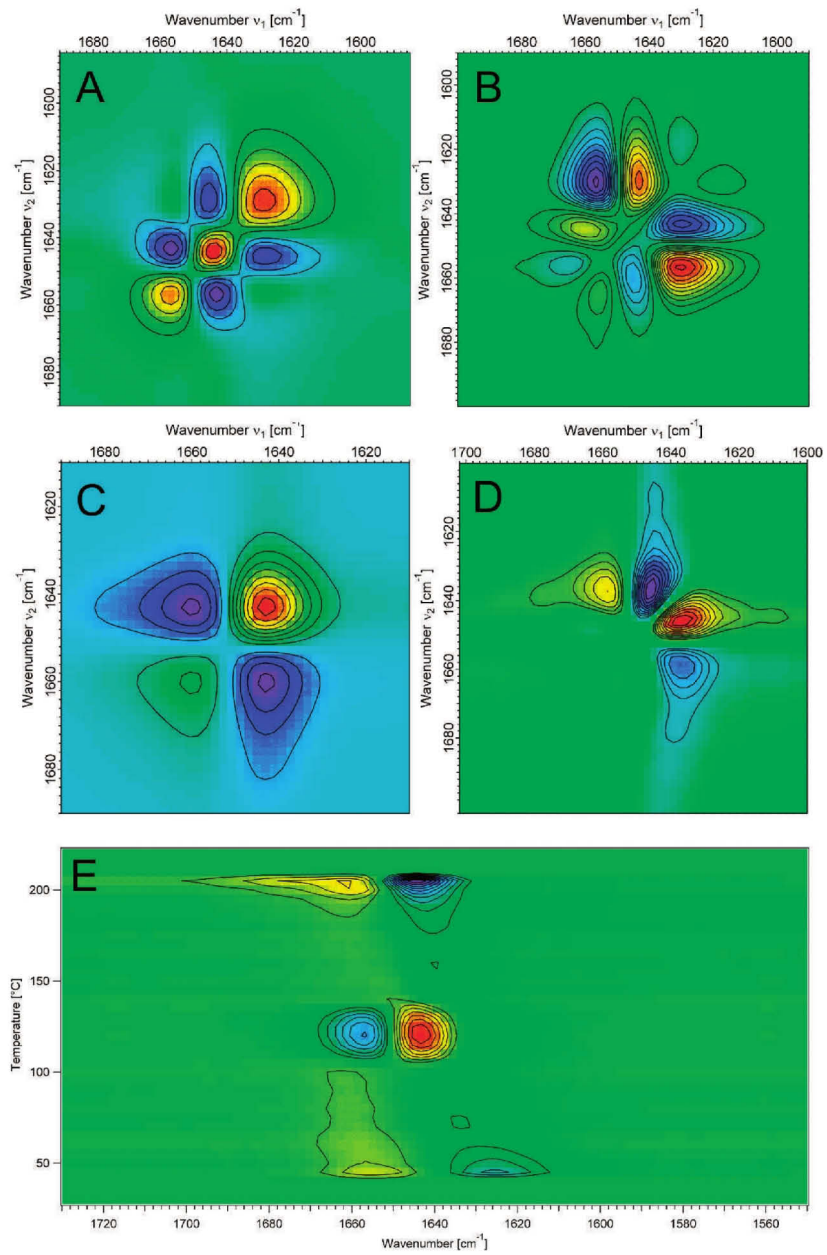 Wavenumber ν₁ [cm⁻¹]
1680 1660 1640 1620 1600
A
Wavenumber ν₂ [cm⁻¹]
1600
1620
1640
1660
1680
Wavenumber ν₁ [cm⁻¹]
1680 1660 1640 1620 1600
B
Wavenumber ν₂ [cm⁻¹]
1600
1620
1640
1660
1680
Wavenumber ν₁ [cm⁻¹]
1680 1660 1640 1620
C
Wavenumber ν₂ [cm⁻¹]
1620
1640
1660
1680
Wavenumber ν₁ [cm⁻¹]
1700 1680 1660 1640 1620 1600
D
Wavenumber ν₂ [cm⁻¹]
1620
1640
1660
1680
E
Temperature [°C]
200
150
100
50
1720 1700 1680 1660 1640 1620 1600 1580 1560
Wavenumber [cm⁻¹]